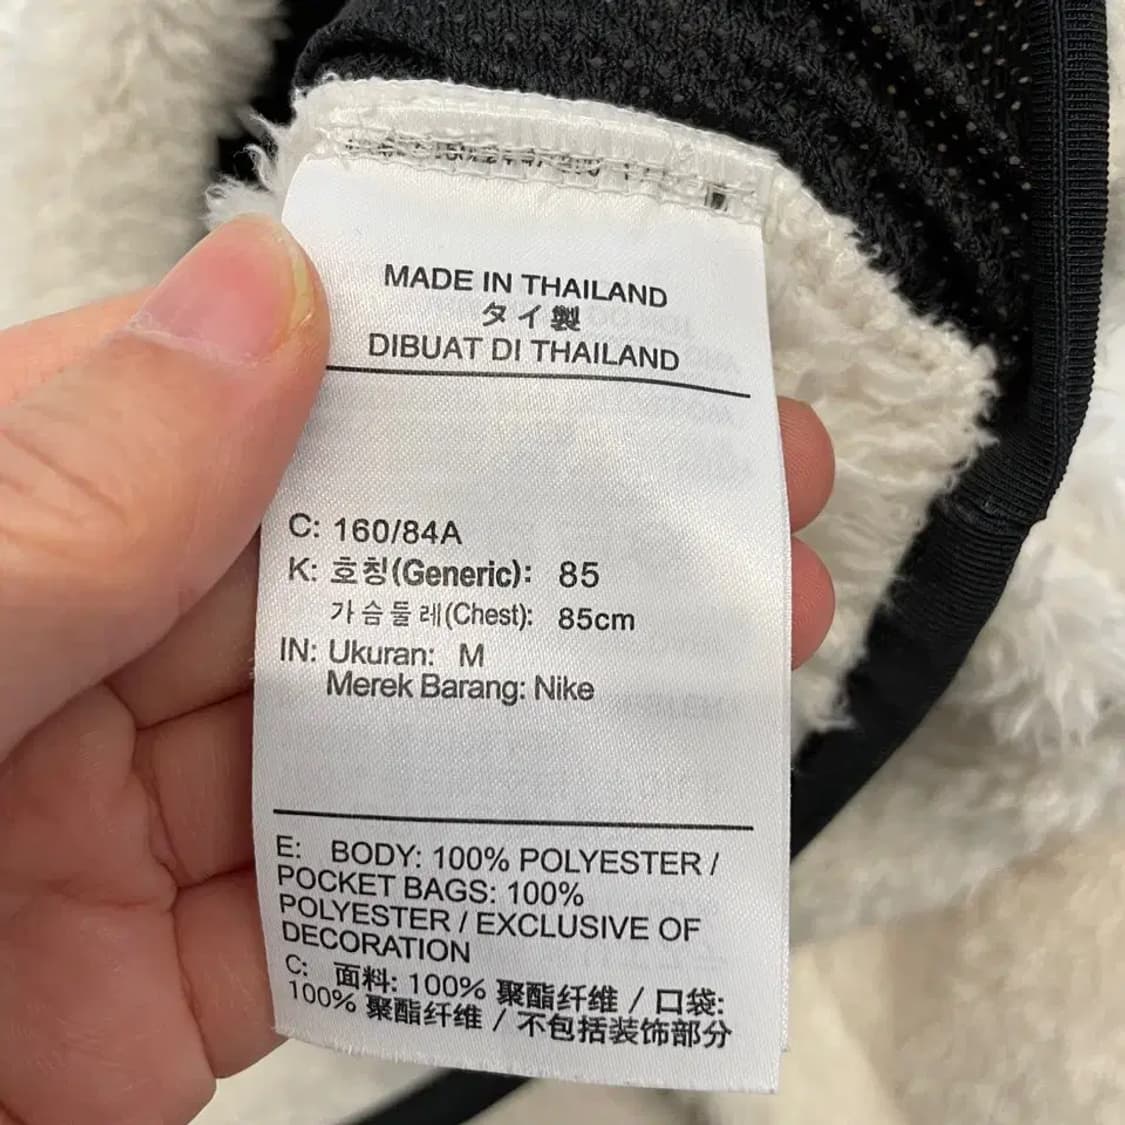 MADE IN THAILAND
タイ製
DIBUAT DI THAILAND
C: 160/84A
K: 호칭(Generic): 85
가슴둘레(Chest): 85cm
IN: Ukuran: M
Merek Barang: Nike
E: BODY: 100% POLYESTER /
POCKET BAGS: 100%
POLYESTER / EXCLUSIVE OF
DECORATION
C: 面料: 100% 聚酯纤维 / 口袋:
100% 聚酯纤维 / 不包括装饰部分